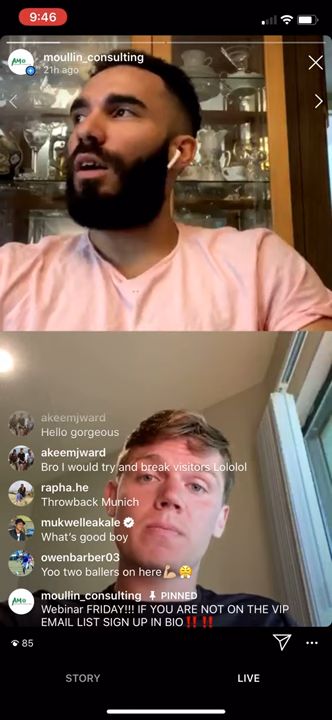 9:46
moullin_consulting
21h ago
akeemjward
Hello gorgeous
akeemjward
Bro I would try and break visitors Lololol
rapha.he
Throwback Munich
mukwelleakale
What's good boy
owenbarber03
Yoo two ballers on here💪🏼😤
moullin_consulting PINNED
Webinar FRIDAY!!! IF YOU ARE NOT ON THE VIP
EMAIL LIST SIGN UP IN BIO‼️‼️
85
STORY
LIVE